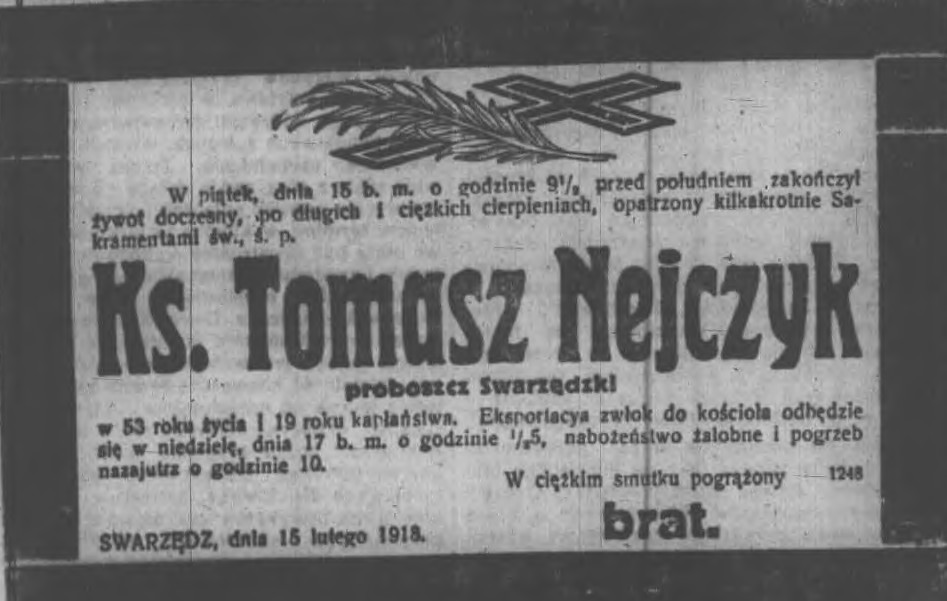 W piątek, dnia 15 b. m. o godzinie 9½ przed południem zakończył
żywot doczesny, po długich i ciężkich cierpieniach, opatrzony kilkakrotnie Sa-
kramentami św., ś. p.
Ks. Tomasz Nejczyk
proboszcz Swarzędzki
w 53 roku życia i 19 roku kapłaństwa. Eksportacya zwłok do kościoła odbędzie
się w niedzielę, dnia 17 b. m. o godzinie ½5, nabożeństwo żalobne i pogrzeb
nazajutrz o godzinie 10.
W ciężkim smutku pogrążony 1248
brat.
SWARZĘDZ, dnia 15 lutego 1918.